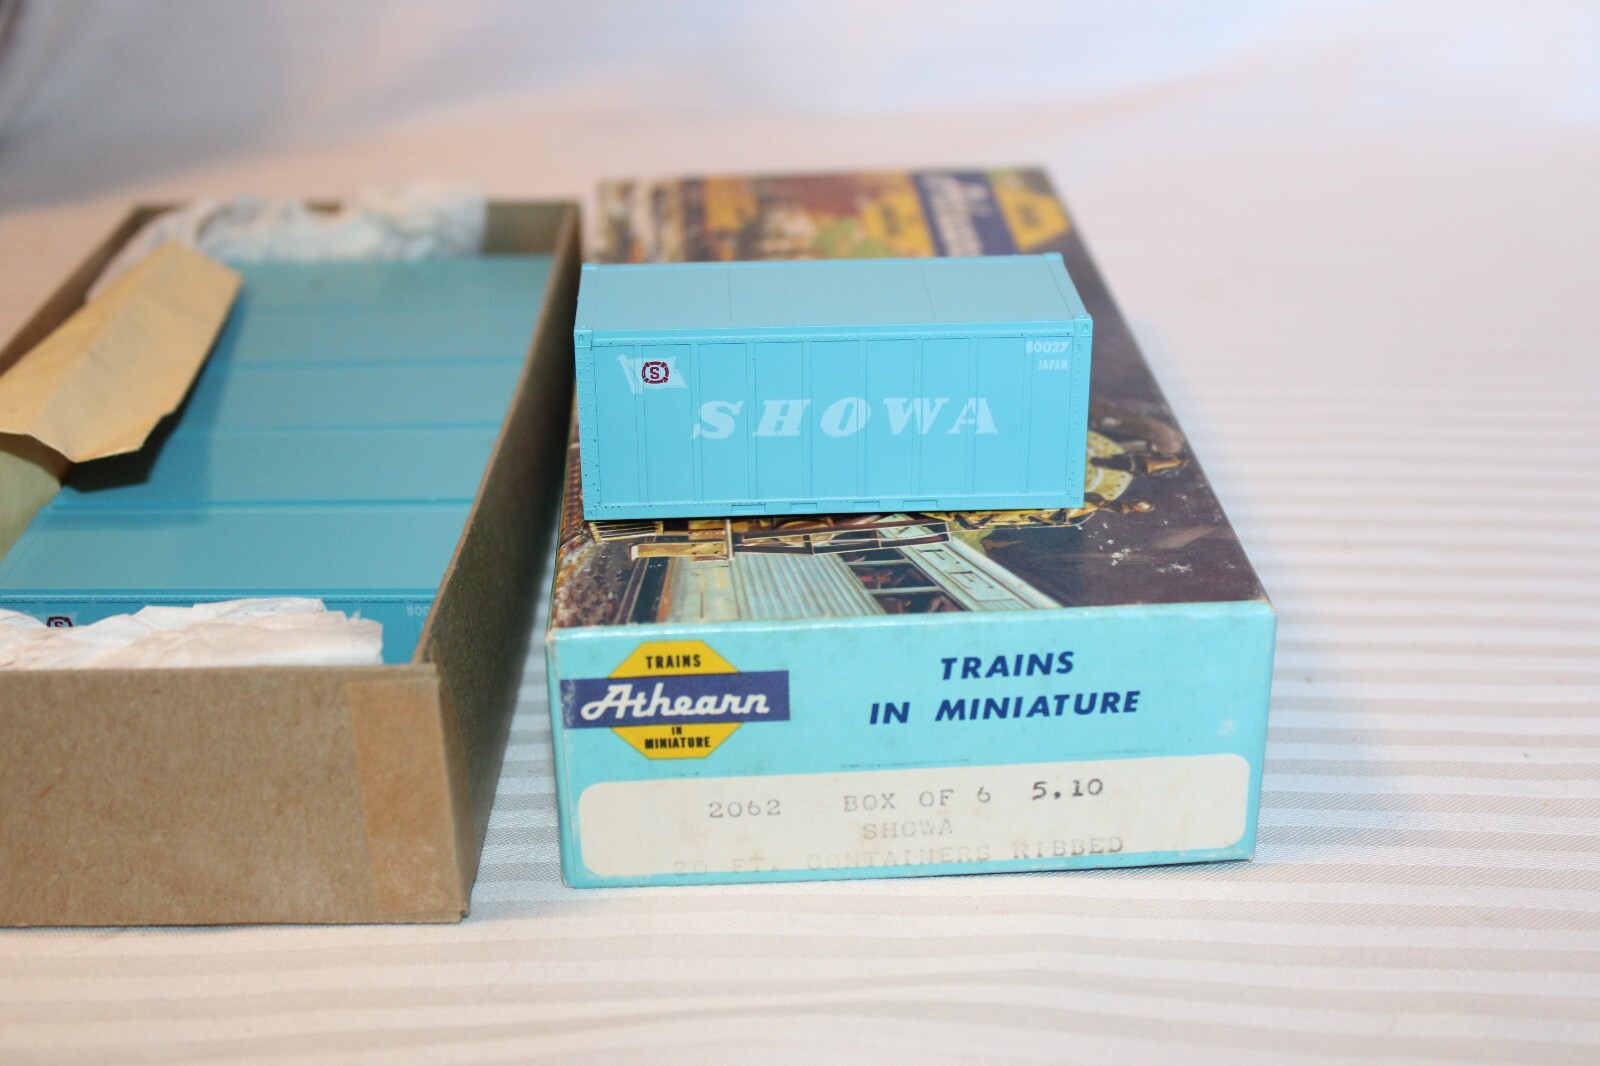 S
50027
JAPAN
SHOWA
TRAINS
Athearn
IN
MINIATURE
TRAINS
IN MINIATURE
2062 BOX OF 6 5.10
SHOWA
20 FT. CONTAINERS RIBBED
S